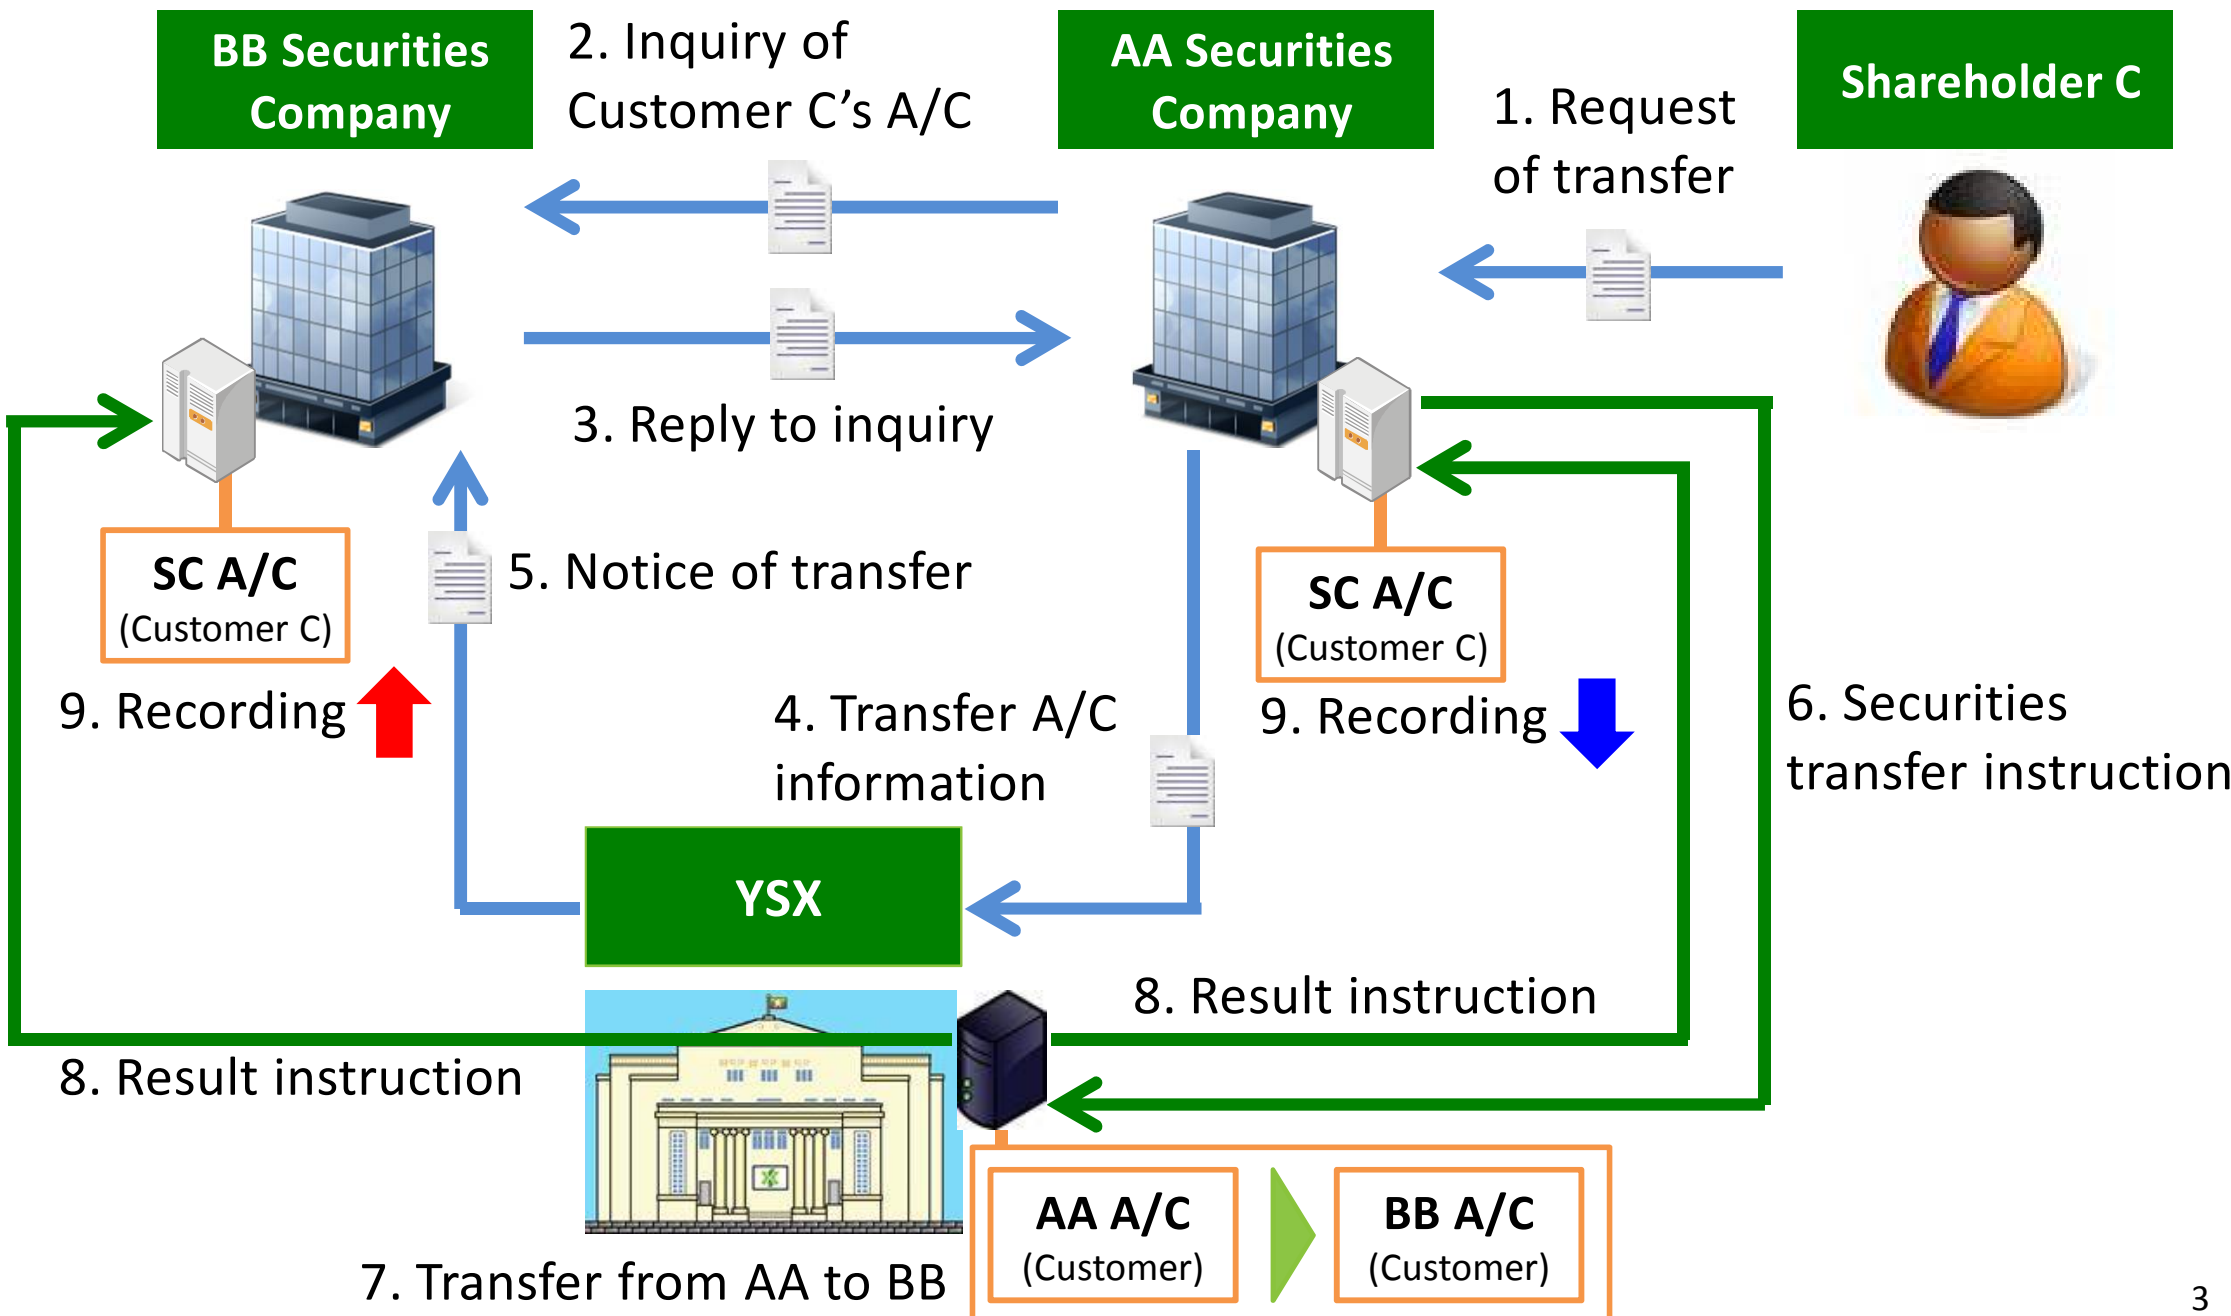 BB Securities
Company
2. Inquiry of
Customer C’s A/C
AA Securities
Company
1. Request
of transfer
Shareholder C
3. Reply to inquiry
SC A/C
(Customer C)
5. Notice of transfer
SC A/C
(Customer C)
9. Recording
4. Transfer A/C
information
9. Recording
6. Securities
transfer instruction
YSX
8. Result instruction
8. Result instruction
AA A/C
(Customer)
BB A/C
(Customer)
7. Transfer from AA to BB
3